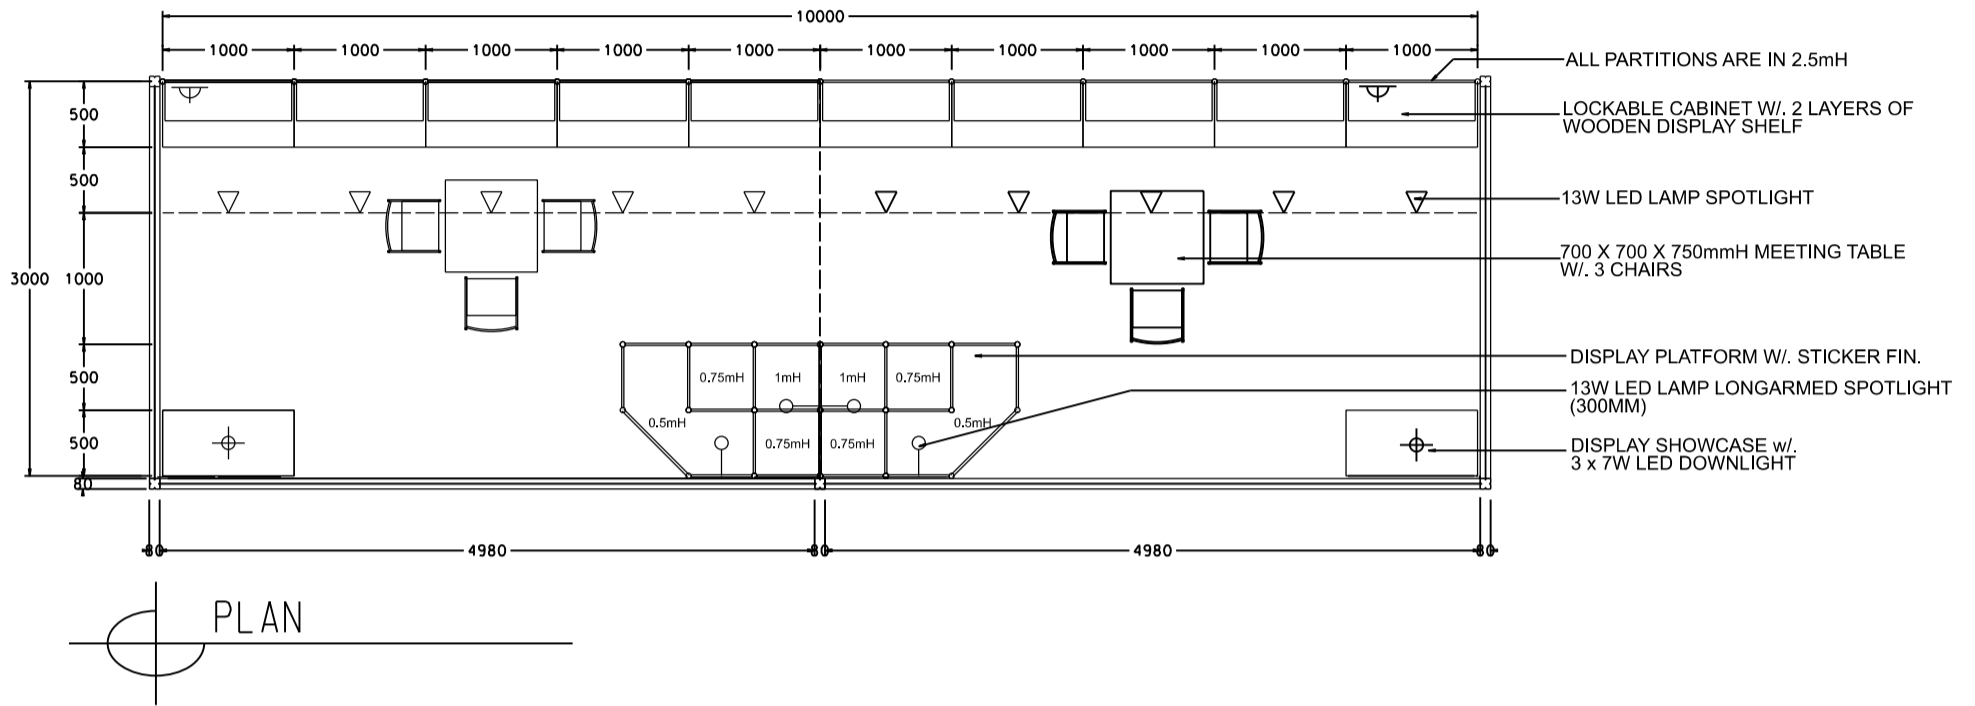 10000
1000 1000 1000 1000 1000 1000 1000 1000 1000 1000
ALL PARTITIONS ARE IN 2.5mH
LOCKABLE CABINET W/. 2 LAYERS OF
WOODEN DISPLAY SHELF
500
500
13W LED LAMP SPOTLIGHT
700 X 700 X 750mmH MEETING TABLE
W/. 3 CHAIRS
3000 1000
DISPLAY PLATFORM W/. STICKER FIN.
500 0.75mH 1mH 1mH 0.75mH
13W LED LAMP LONGARMED SPOTLIGHT
(300MM)
0.5mH 0.5mH
500 0.75mH 0.75mH
DISPLAY SHOWCASE w/.
3 x 7W LED DOWNLIGHT
80
80 4980 80 4980 80
PLAN